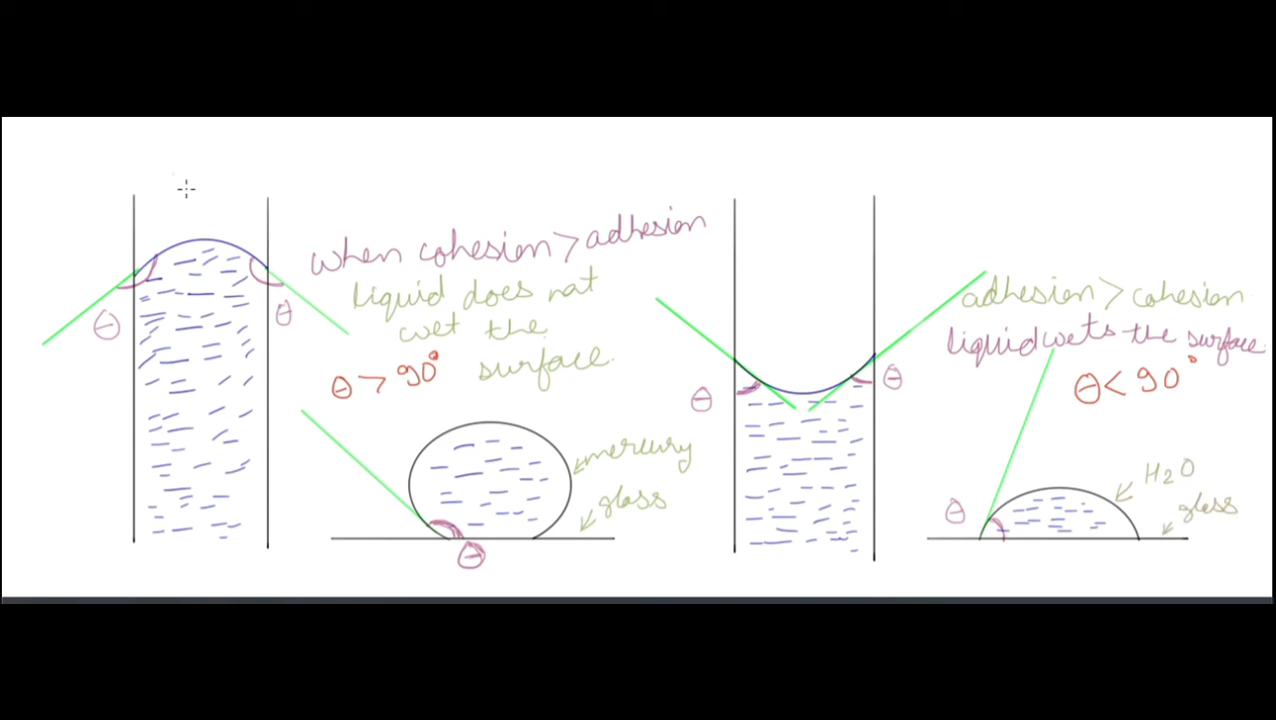 when cohesion > adhesion
liquid does not
wet the
surface.
θ > 90°
θ
θ
mercury
glass
θ
adhesion > cohesion
liquid wets the surface.
θ < 90°
θ
θ
H2O
glass
θ